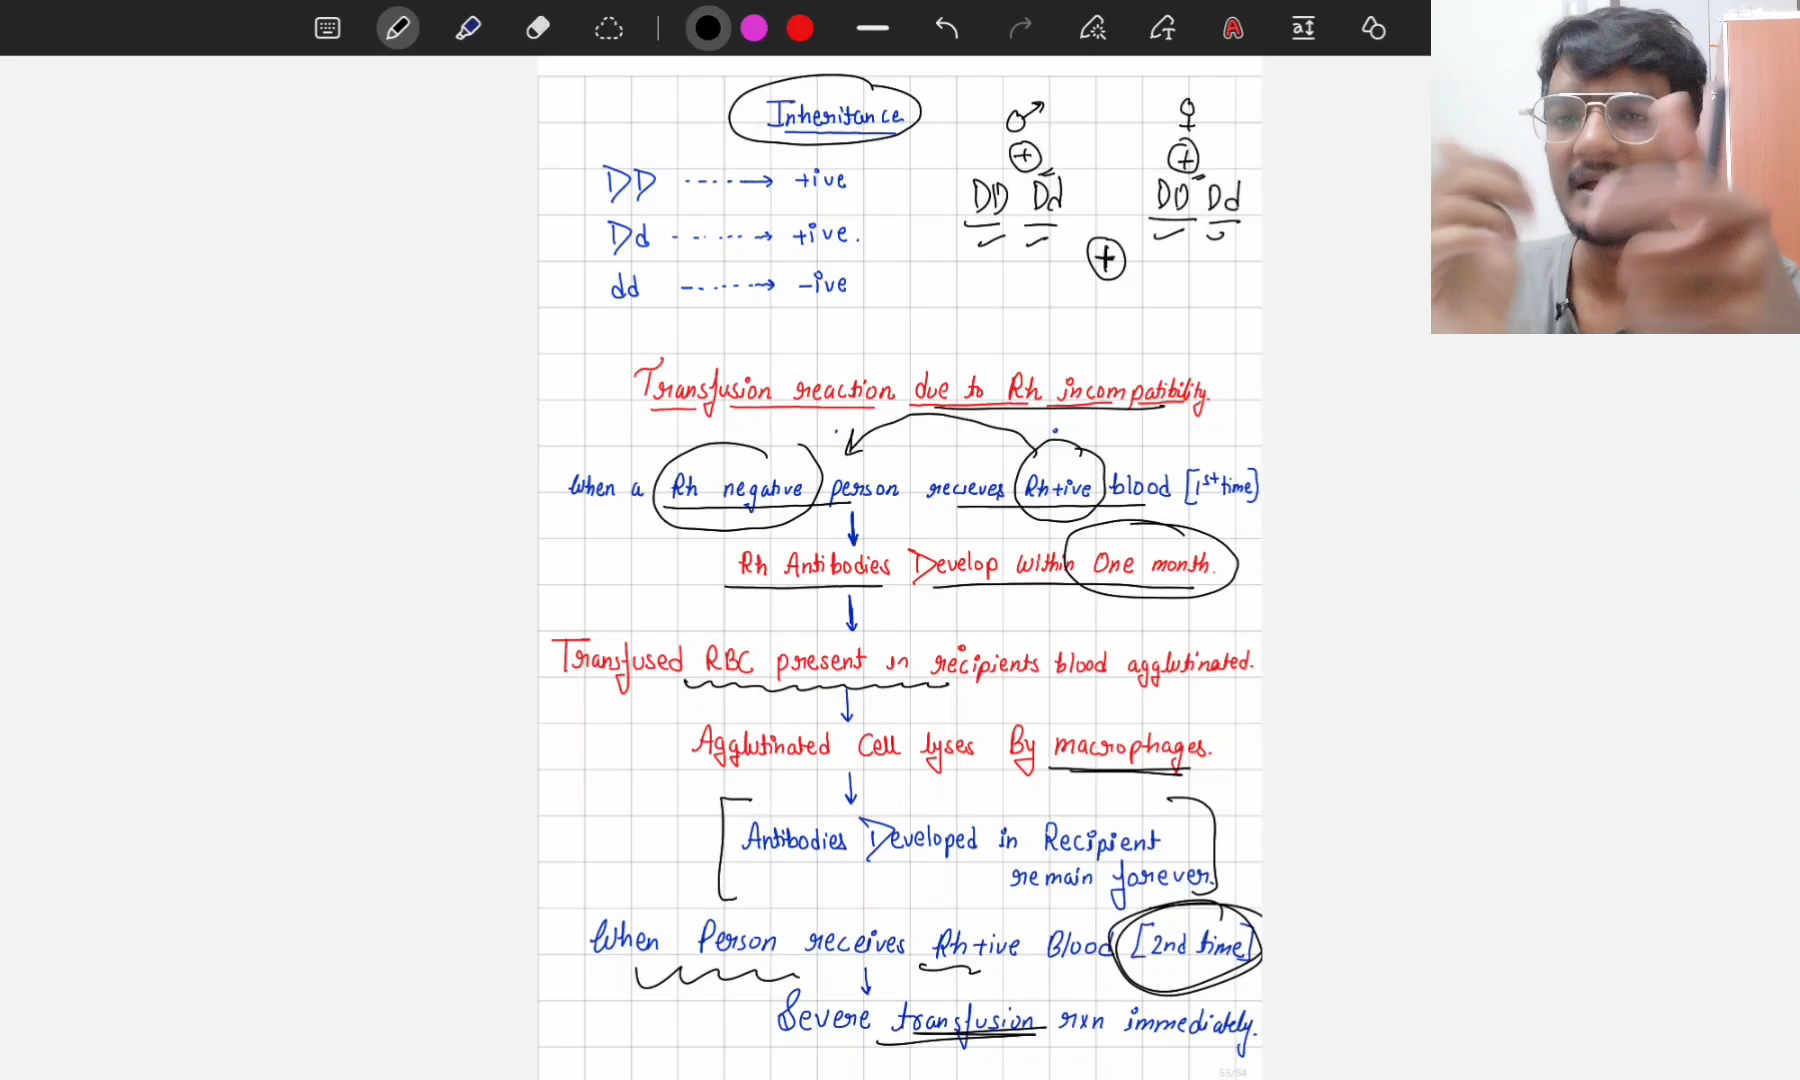 Inheritance
DD -----> +ive
Dd -----> +ive.
dd -----> -ive
♂ ♀
+ +
DD Dd DD Dd
+
Transfusion reaction due to Rh incompatibility.
When a Rh negative person recieves Rh+ive blood [1st time]
Rh Antibodies Develop within One month.
Transfused RBC present in recipients blood agglutinated.
Agglutinated Cell lyses By macrophages.
Antibodies Developed in Recipient
remain forever.
When Person receives Rh+ive Blood [2nd time]
Severe transfusion rxn immediately.
53/54